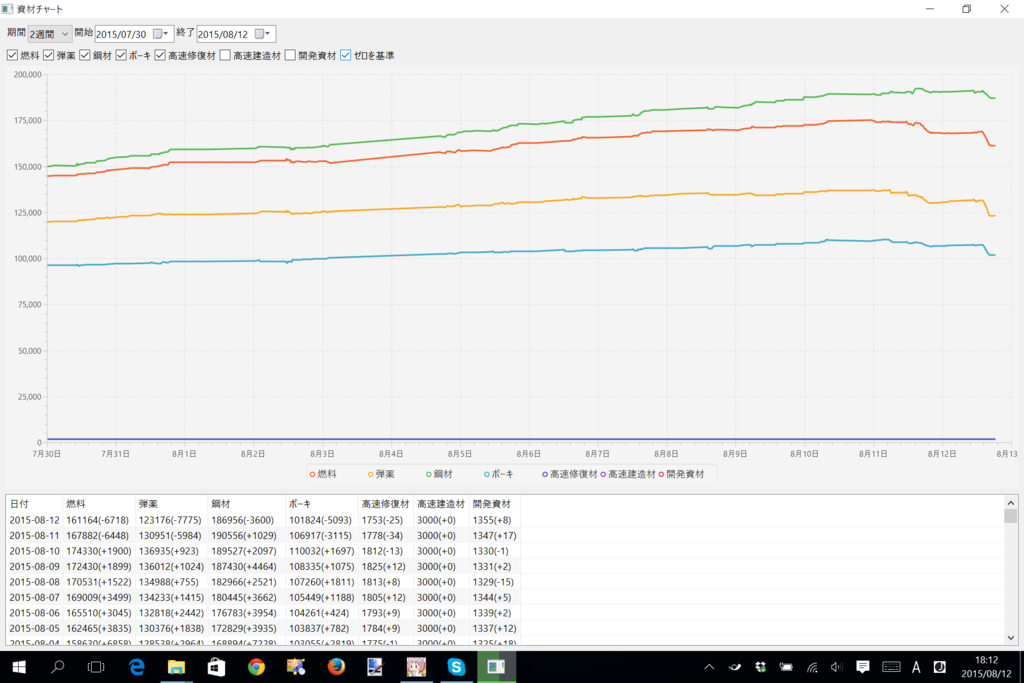 資材チャート
期間 2週間 開始 2015/07/30 終了 2015/08/12
燃料 弾薬 鋼材 ボーキ 高速修復材 高速建造材 開発資材 ゼロを基準
200,000
175,000
150,000
125,000
100,000
75,000
50,000
25,000
0
7月30日 7月31日 8月1日 8月2日 8月3日 8月4日 8月5日 8月6日 8月7日 8月8日 8月9日 8月10日 8月11日 8月12日 8月13
燃料 弾薬 鋼材 ボーキ 高速修復材 高速建造材 開発資材
日付 燃料 弾薬 鋼材 ボーキ 高速修復材 高速建造材 開発資材
2015-08-12 161164(-6718) 123176(-7775) 186956(-3600) 101824(-5093) 1753(-25) 3000(+0) 1355(+8)
2015-08-11 167882(-6448) 130951(-5984) 190556(+1029) 106917(-3115) 1778(-34) 3000(+0) 1347(+17)
2015-08-10 174330(+1900) 136935(+923) 189527(+2097) 110032(+1697) 1812(-13) 3000(+0) 1330(-1)
2015-08-09 172430(+1899) 136012(+1024) 187430(+4464) 108335(+1075) 1825(+12) 3000(+0) 1331(+2)
2015-08-08 170531(+1522) 134988(+755) 182966(+2521) 107260(+1811) 1813(+8) 3000(+0) 1329(-15)
2015-08-07 169009(+3499) 134233(+1415) 180445(+3662) 105449(+1188) 1805(+12) 3000(+0) 1344(+5)
2015-08-06 165510(+3045) 132818(+2442) 176783(+3954) 104261(+424) 1793(+9) 3000(+0) 1339(+2)
2015-08-05 162465(+3835) 130376(+1838) 172829(+3935) 103837(+782) 1784(+9) 3000(+0) 1337(+12)
2015-08-04 158630(+6858) 128538(+2964) 168894(+7228) 103055(+2819) 1775(-1) 3000(+0) 1325(+18)
A
18:12
2015/08/12